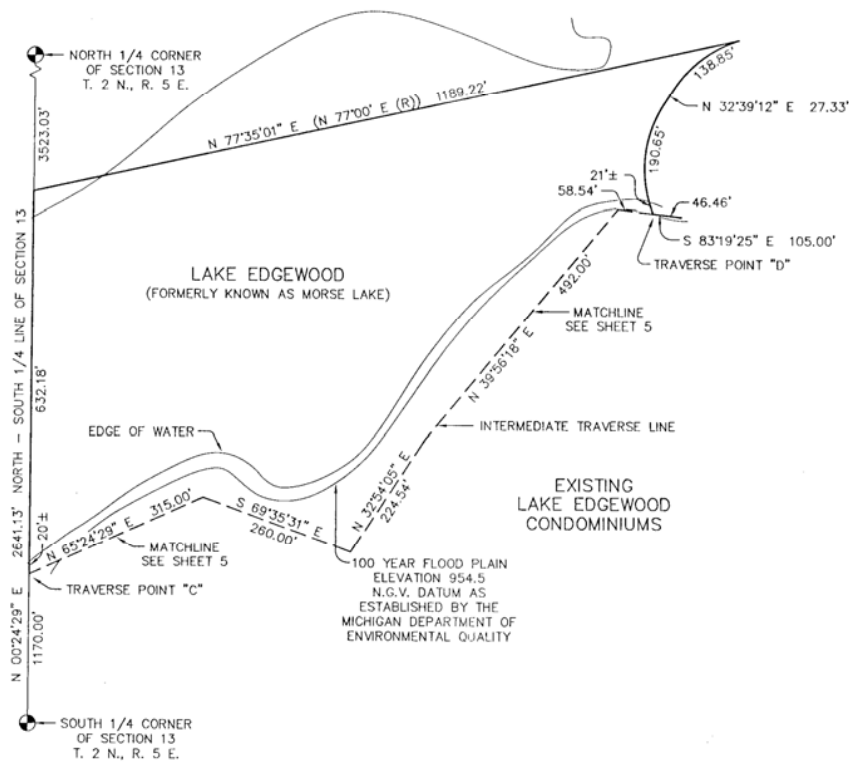 NORTH 1/4 CORNER
OF SECTION 13
T. 2 N., R. 5 E.
3523.03'
N 77°35'01" E (N 77°00' E (R)) 1189.22'
138.85'
N 32°39'12" E 27.33'
190.65'
21'±
58.54'
46.46'
S 83°19'25" E 105.00'
TRAVERSE POINT "D"
LAKE EDGEWOOD
(FORMERLY KNOWN AS MORSE LAKE)
492.00'
N 39°56'18" E
MATCHLINE
SEE SHEET 5
632.18'
N 00°24'29" E 2641.13' NORTH - SOUTH 1/4 LINE OF SECTION 13
EDGE OF WATER
INTERMEDIATE TRAVERSE LINE
N 32°54'05" E
224.54'
EXISTING
LAKE EDGEWOOD
CONDOMINIUMS
20'±
N 65°24'29" E 315.00'
S 69°35'31" E
260.00'
MATCHLINE
SEE SHEET 5
TRAVERSE POINT "C"
100 YEAR FLOOD PLAIN
ELEVATION 954.5
N.G.V. DATUM AS
ESTABLISHED BY THE
MICHIGAN DEPARTMENT OF
ENVIRONMENTAL QUALITY
1170.00'
SOUTH 1/4 CORNER
OF SECTION 13
T. 2 N., R. 5 E.